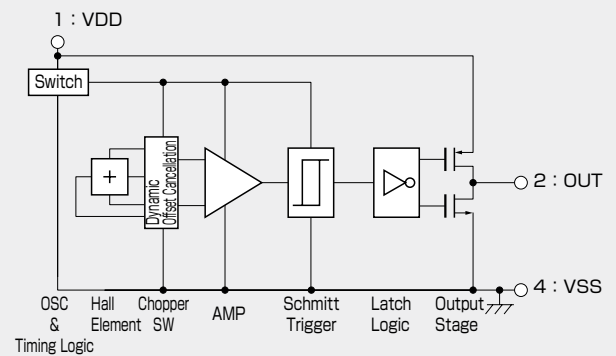 1 : VDD
Switch
+
Dynamic
Offset Cancellation
2 : OUT
4 : VSS
OSC
&
Timing Logic
Hall
Element
Chopper
SW
AMP
Schmitt
Trigger
Latch
Logic
Output
Stage